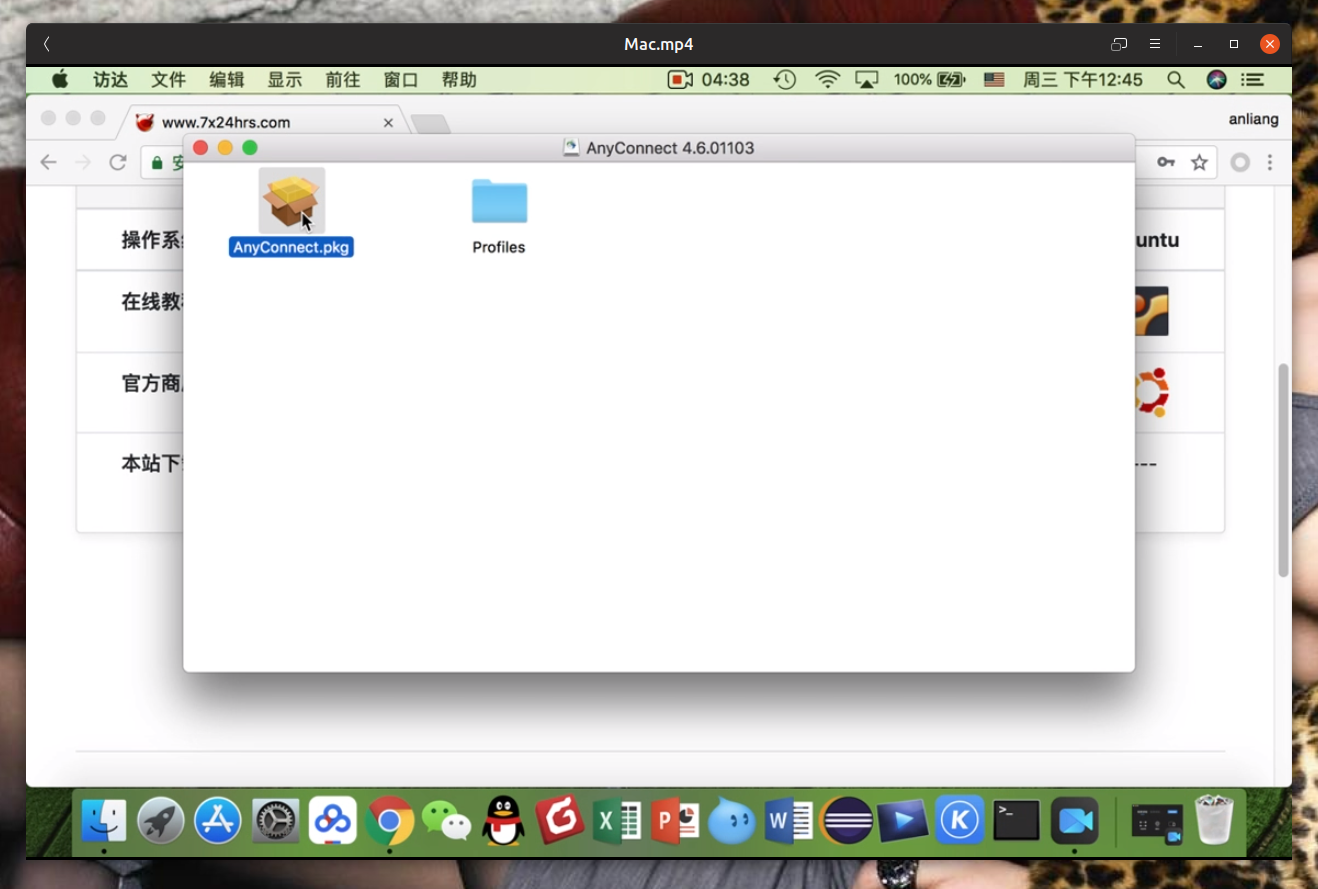 Mac.mp4
访达 文件 编辑 显示 前往 窗口 帮助 04:38 100% 周三 下午12:45
www.7x24hrs.com
anliang
AnyConnect 4.6.01103
AnyConnect.pkg
Profiles
操作系
untu
在线教
官方商
本站下
---